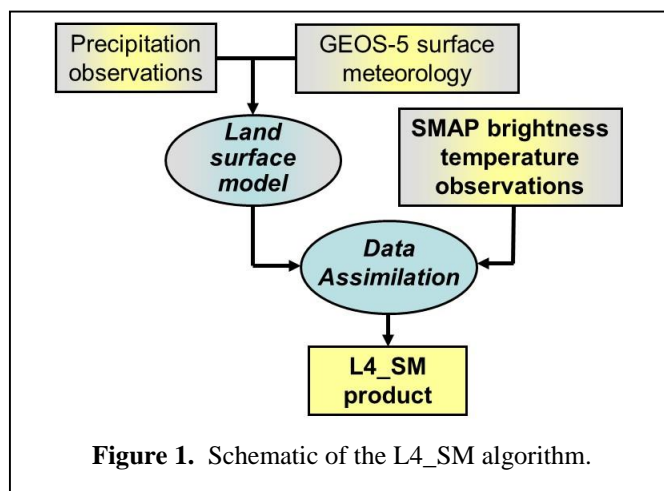 Precipitation
observations
GEOS-5 surface
meteorology
Land
surface
model
SMAP brightness
temperature
observations
Data
Assimilation
L4_SM
product
Figure 1. Schematic of the L4_SM algorithm.